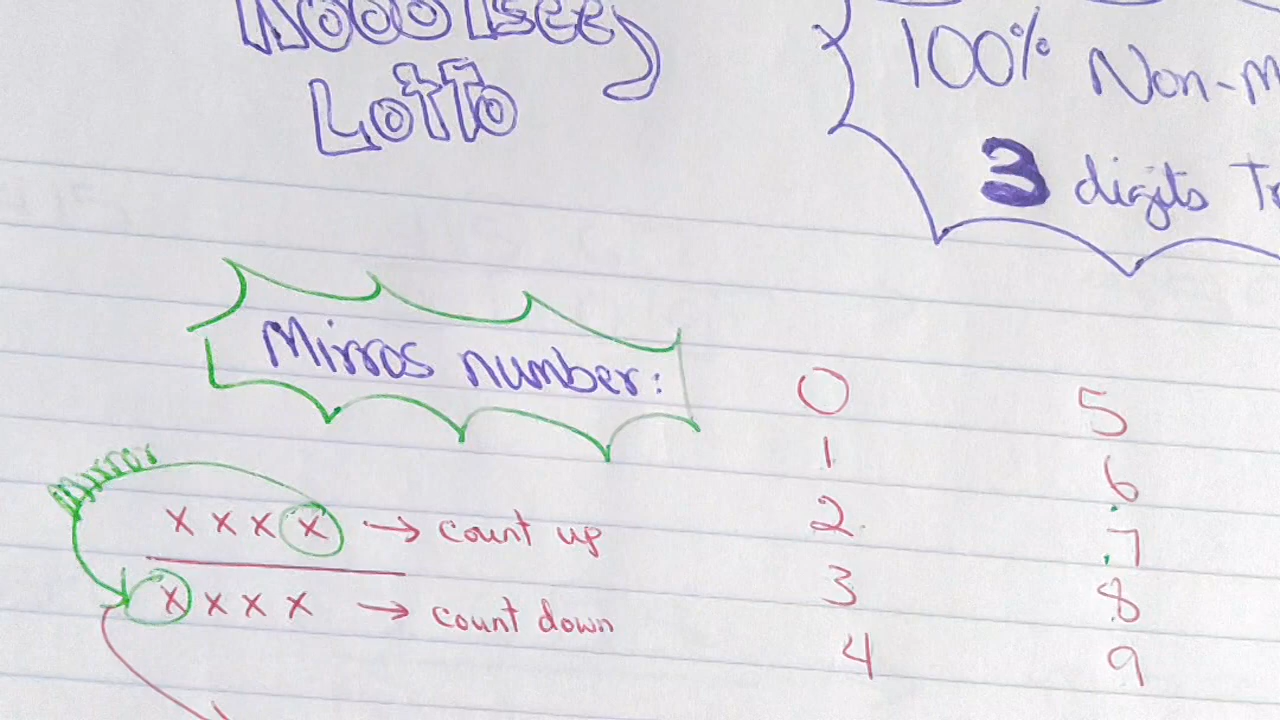 Lotto
100% Non-M
3 digits Tr
Mirros number:
0 5
1 6
2 7
3 8
4 9
Mirror
x x x x → count up
x x x x → count down